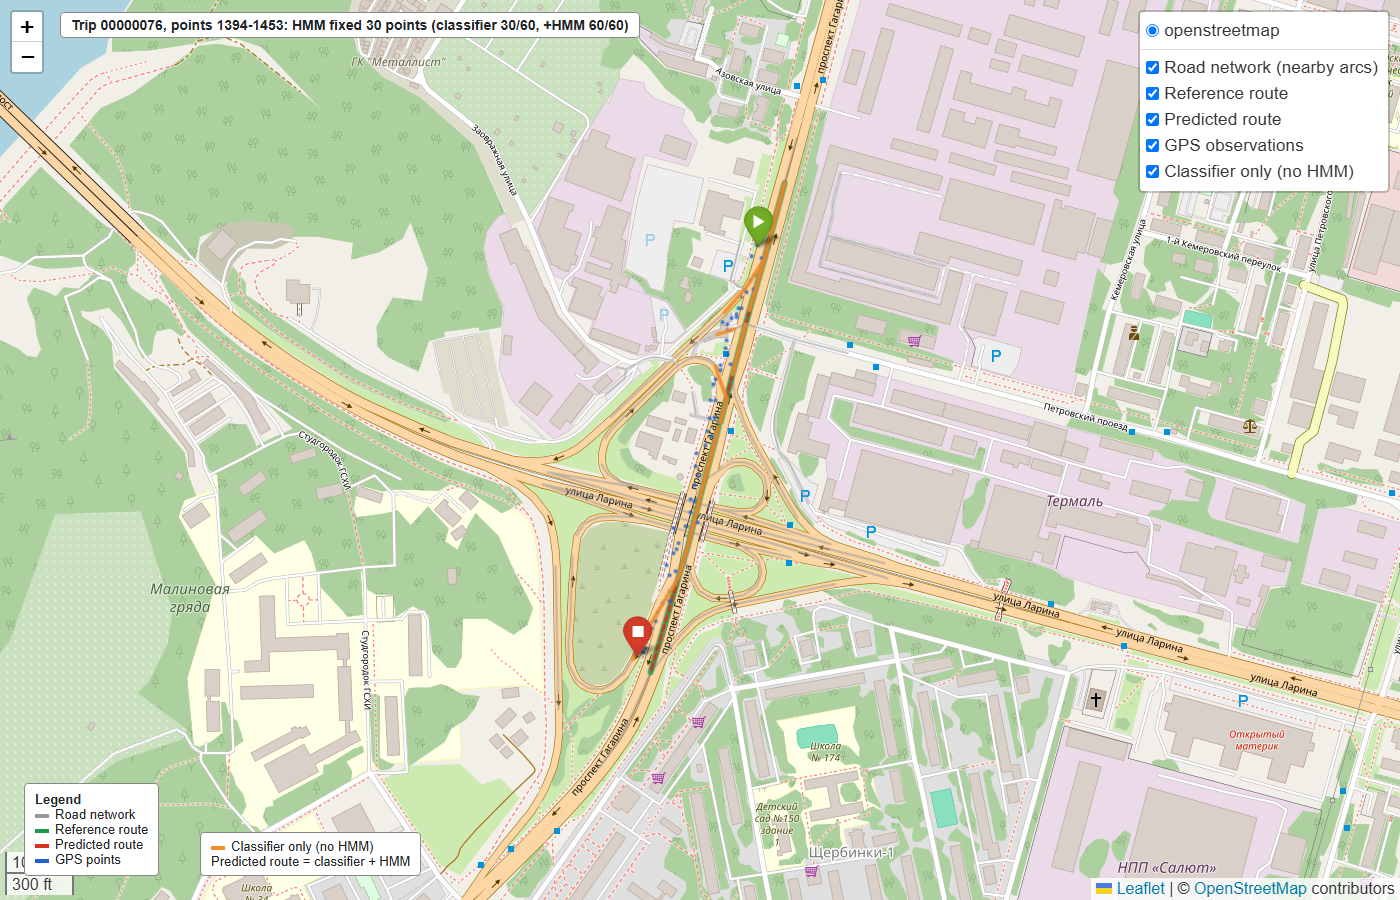 +
−
Trip 00000076, points 1394-1453: HMM fixed 30 points (classifier 30/60, +HMM 60/60)
openstreetmap
Road network (nearby arcs)
Reference route
Predicted route
GPS observations
Classifier only (no HMM)
ГК "Металлист"
Азовская улица
проспект Гагарина
Заовражная улица
P
P
P
1-й Кемеровский переулок
Кемеровская улица
улица Петровского
P
Петровский проезд
проспект Гагарина
улица Ларина
улица Ларина
P
P
Термаль
Студгородок ГСХИ
Малиновая
гряда
Студгородок ГСХИ
проспект Гагарина
улица Ларина
улица Ларина
улица Ларина
P
Открытый
материк
проспект Гагарина
Школа
№ 174
Детский
сад №150
здание
1
Щербинки-1
НПП «Салют»
Школа
№ 34
Legend
Road network
Reference route
Predicted route
GPS points
Classifier only (no HMM)
Predicted route = classifier + HMM
300 ft
Leaflet | © OpenStreetMap contributors